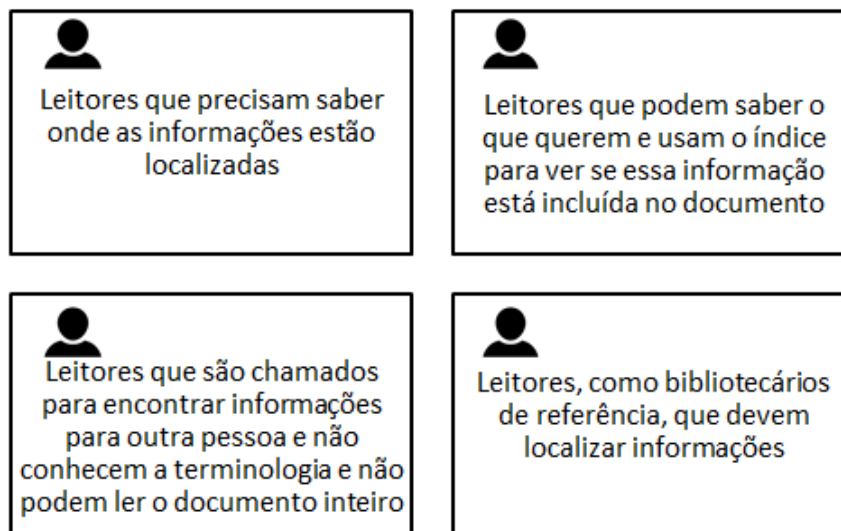 Leitores que precisam saber
onde as informações estão
localizadas
Leitores que podem saber o
que querem e usam o índice
para ver se essa informação
está incluída no documento
Leitores que são chamados
para encontrar informações
para outra pessoa e não
conhecem a terminologia e não
podem ler o documento inteiro
Leitores, como bibliotecários
de referência, que devem
localizar informações